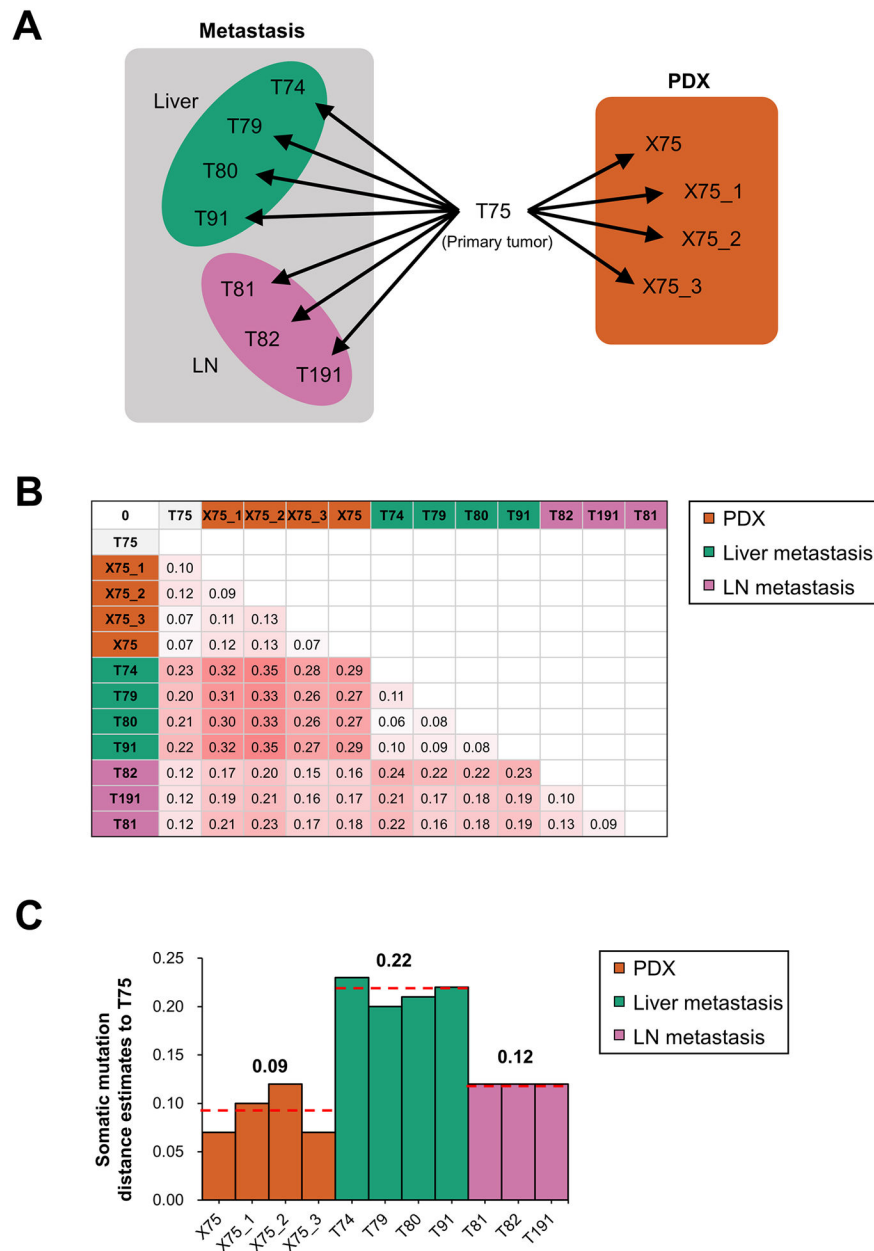 A
Metastasis
Liver
T74
T79
T80
T91
T81
T82
T191
LN
T75
(Primary tumor)
PDX
X75
X75_1
X75_2
X75_3
B
0 T75 X75_1 X75_2 X75_3 X75 T74 T79 T80 T91 T82 T191 T81
T75
X75_1 0.10
X75_2 0.12 0.09
X75_3 0.07 0.11 0.13
X75 0.07 0.12 0.13 0.07
T74 0.23 0.32 0.35 0.28 0.29
T79 0.20 0.31 0.33 0.26 0.27 0.11
T80 0.21 0.30 0.33 0.26 0.27 0.06 0.08
T91 0.22 0.32 0.35 0.27 0.29 0.10 0.09 0.08
T82 0.12 0.17 0.20 0.15 0.16 0.24 0.22 0.22 0.23
T191 0.12 0.19 0.21 0.16 0.17 0.21 0.17 0.18 0.19 0.10
T81 0.12 0.21 0.23 0.17 0.18 0.22 0.16 0.18 0.19 0.13 0.09
PDX
Liver metastasis
LN metastasis
C
Somatic mutation
distance estimates to T75
0.25
0.20
0.15
0.10
0.05
0.00
0.09
0.22
0.12
X75 X75_1 X75_2 X75_3 T74 T79 T80 T91 T81 T82 T191
PDX
Liver metastasis
LN metastasis